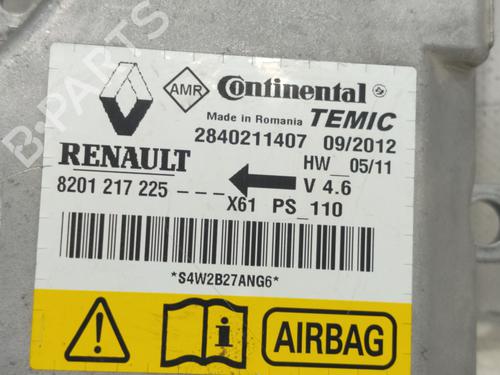 AMR Continental
Made in Romania TEMIC
2840211407 09/2012
RENAULT HW__05/11
8201 217 225 _ _ _ V 4.6
X61 PS_110
*S4W2B27ANG6*
AIRBAG
B-PARTS